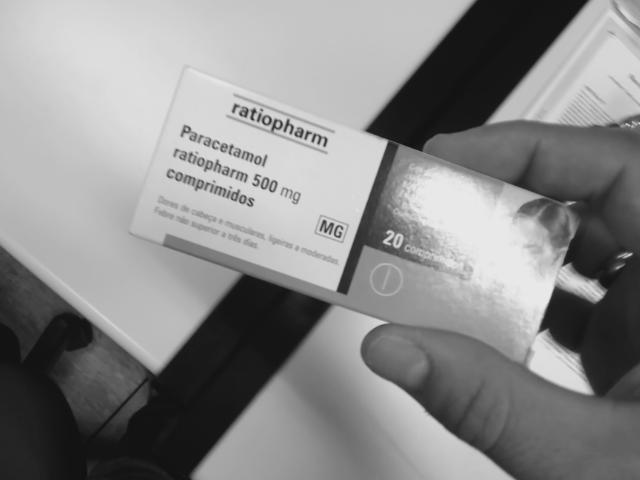 ratiopharm
Paracetamol
ratiopharm 500 mg
comprimidos
Dores de cabeça e musculares, ligeiras e moderadas.
Febre não superior a três dias.
MG
20 comprimidos